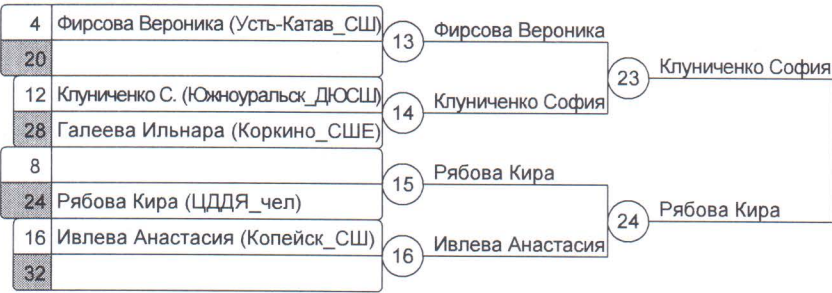 4 Фирсова Вероника (Усть-Катав_СШ)
20
12 Клуниченко С. (Южноуральск_ДЮСШ)
28 Галеева Ильнара (Коркино_СШЕ)
8
24 Рябова Кира (ЦДДЯ_чел)
16 Ивлева Анастасия (Копейск_СШ)
32
13 Фирсова Вероника
14 Клуниченко София
15 Рябова Кира
16 Ивлева Анастасия
23 Клуниченко София
24 Рябова Кира